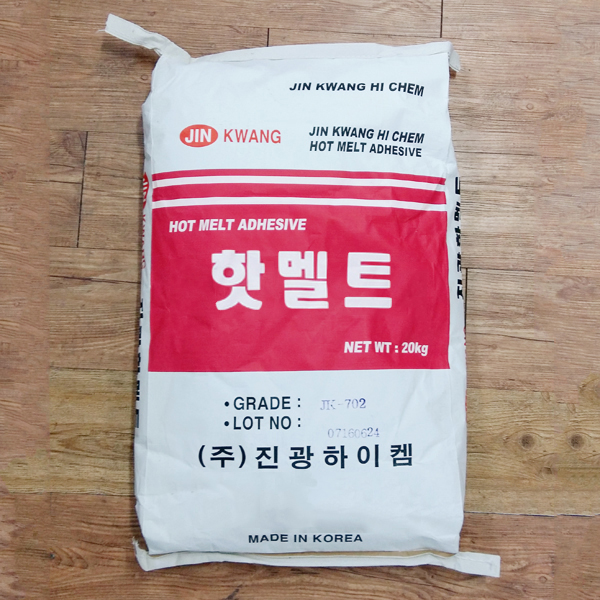 JIN KWANG HI CHEM
JIN KWANG
JIN KWANG HI CHEM
HOT MELT ADHESIVE
HOT MELT ADHESIVE
핫멜트
NET WT : 20kg
•GRADE : JK-702
•LOT NO : 07160624
(주)진광하이켐
MADE IN KOREA